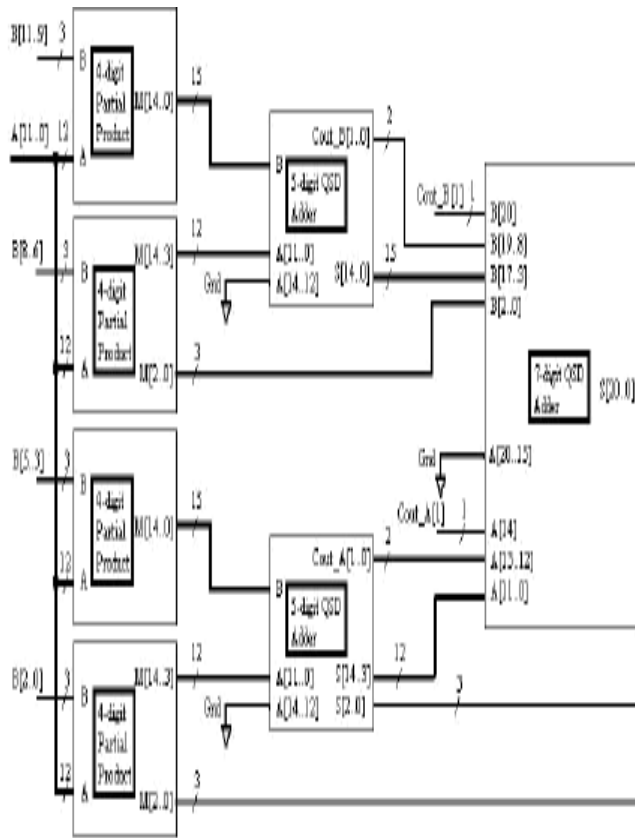 B[11..9]
3
B
4-digit
Partial
Product
M[14..0]
15
A[11..0]
12
A
B[8..6]
3
B
4-digit
Partial
Product
M[14..3]
12
12
A
M[2..0]
3
B[5..3]
3
B
4-digit
Partial
Product
M[14..0]
15
12
A
B[2..0]
3
B
4-digit
Partial
Product
M[14..3]
12
12
A
M[2..0]
3
Cout_B[1..0]
2
B
5-digit QSD
Adder
A[11..0]
A[14..12]
Gnd
S[14..0]
15
Cout_A[1..0]
2
B
5-digit QSD
Adder
A[11..0]
A[14..12]
Gnd
S[14..3]
12
S[2..0]
3
Cout_B[1]
1
B[20]
B[17..3]
B[2..0]
7-digit QSD
Adder
S[20..0]
Gnd
A[20..15]
Cout_A[1]
1
A[14]
A[13..12]
A[11..0]